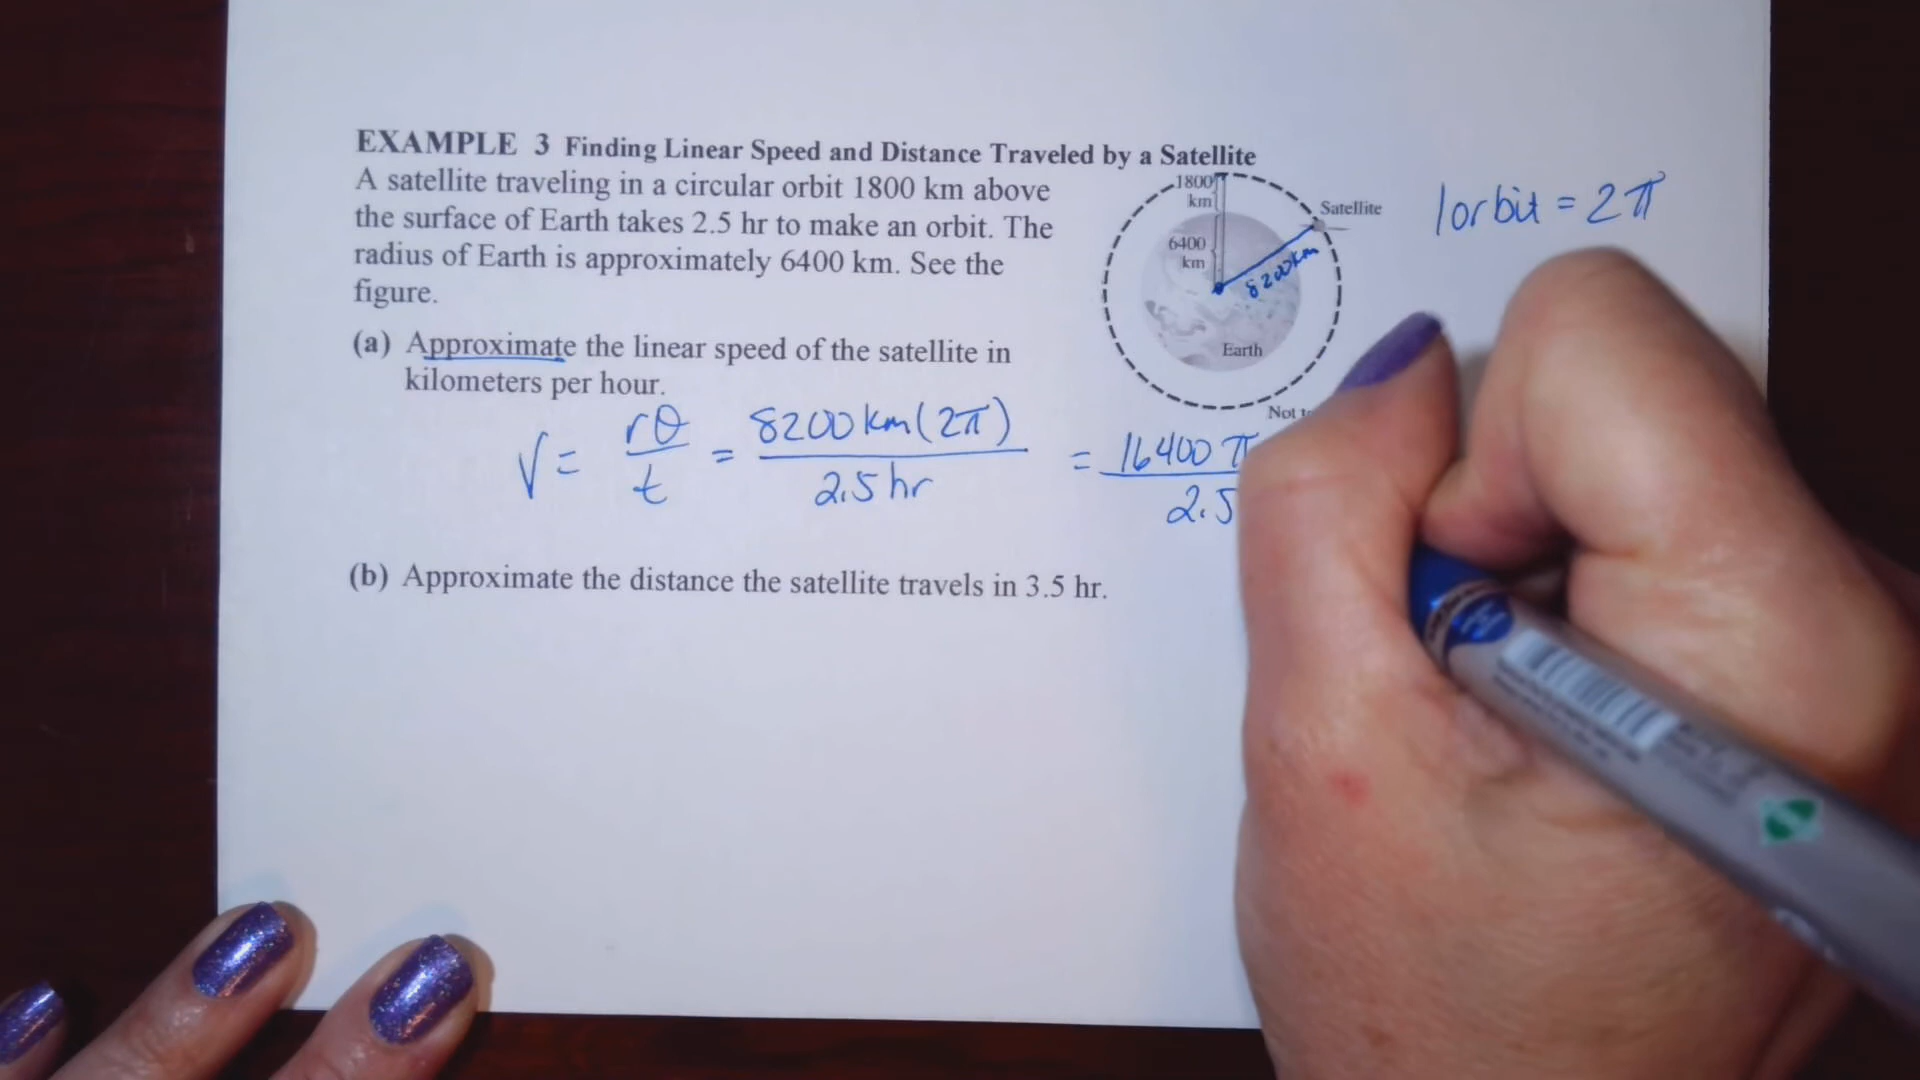 EXAMPLE 3 Finding Linear Speed and Distance Traveled by a Satellite
A satellite traveling in a circular orbit 1800 km above
the surface of Earth takes 2.5 hr to make an orbit. The
radius of Earth is approximately 6400 km. See the
figure.
1800
km
6400
km
8200km
Satellite
Earth
Not
1 orbit = 2π
(a) Approximate the linear speed of the satellite in
kilometers per hour.
V = rθ/t = 8200 km (2π)/2.5 hr = 16400 π/2.5
(b) Approximate the distance the satellite travels in 3.5 hr.